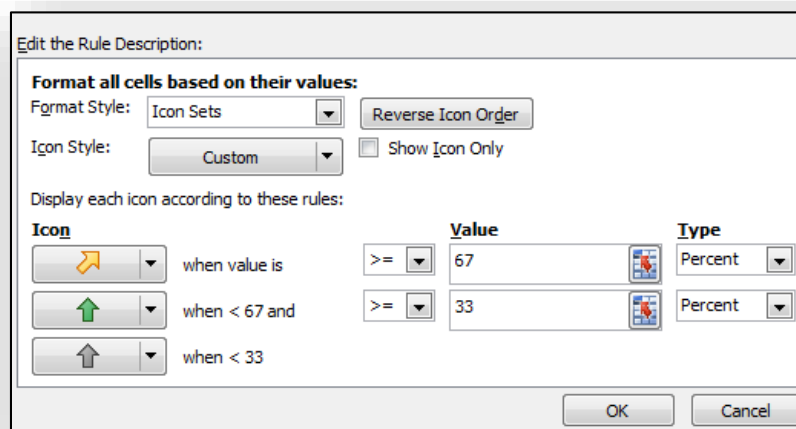 Edit the Rule Description:
Format all cells based on their values:
Format Style: Icon Sets Reverse Icon Order
Icon Style: Custom Show Icon Only
Display each icon according to these rules:
Icon Value Type
when value is >= 67 Percent
when < 67 and >= 33 Percent
when < 33
OK Cancel